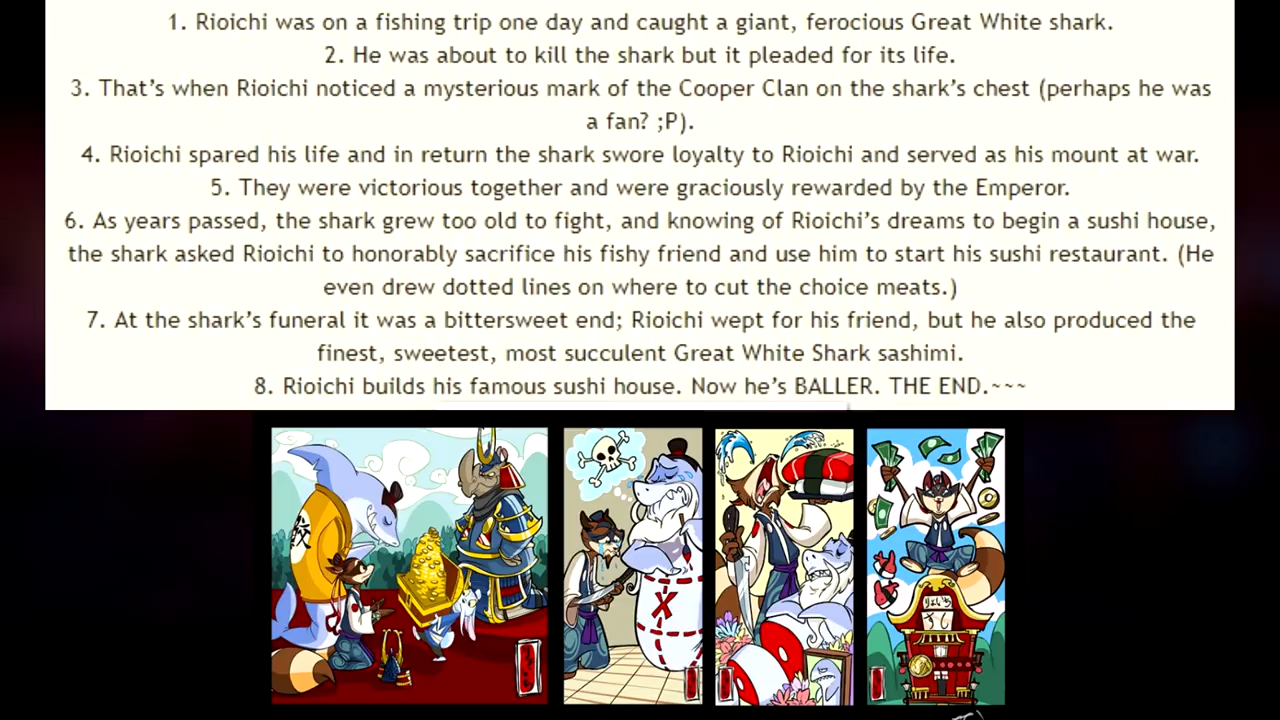 1. Rioichi was on a fishing trip one day and caught a giant, ferocious Great White shark.
2. He was about to kill the shark but it pleaded for its life.
3. That’s when Rioichi noticed a mysterious mark of the Cooper Clan on the shark’s chest (perhaps he was
a fan? ;P).
4. Rioichi spared his life and in return the shark swore loyalty to Rioichi and served as his mount at war.
5. They were victorious together and were graciously rewarded by the Emperor.
6. As years passed, the shark grew too old to fight, and knowing of Rioichi’s dreams to begin a sushi house,
the shark asked Rioichi to honorably sacrifice his fishy friend and use him to start his sushi restaurant. (He
even drew dotted lines on where to cut the choice meats.)
7. At the shark’s funeral it was a bittersweet end; Rioichi wept for his friend, but he also produced the
finest, sweetest, most succulent Great White Shark sashimi.
8. Rioichi builds his famous sushi house. Now he’s BALLER. THE END.~~~